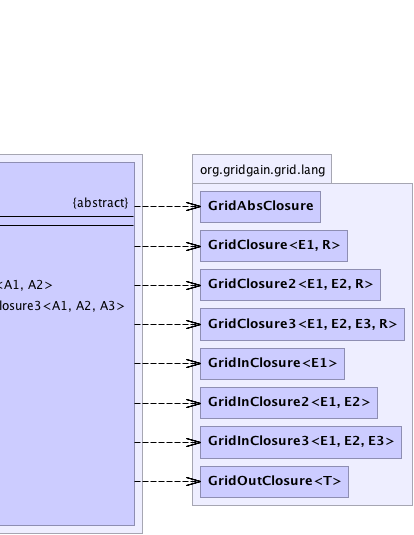 org.gridgain.grid.lang
{abstract}
GridAbsClosure
GridClosure<E1, R>
<A1, A2>
GridClosure2<E1, E2, R>
losure3<A1, A2, A3>
GridClosure3<E1, E2, E3, R>
GridInClosure<E1>
GridInClosure2<E1, E2>
GridInClosure3<E1, E2, E3>
GridOutClosure<T>